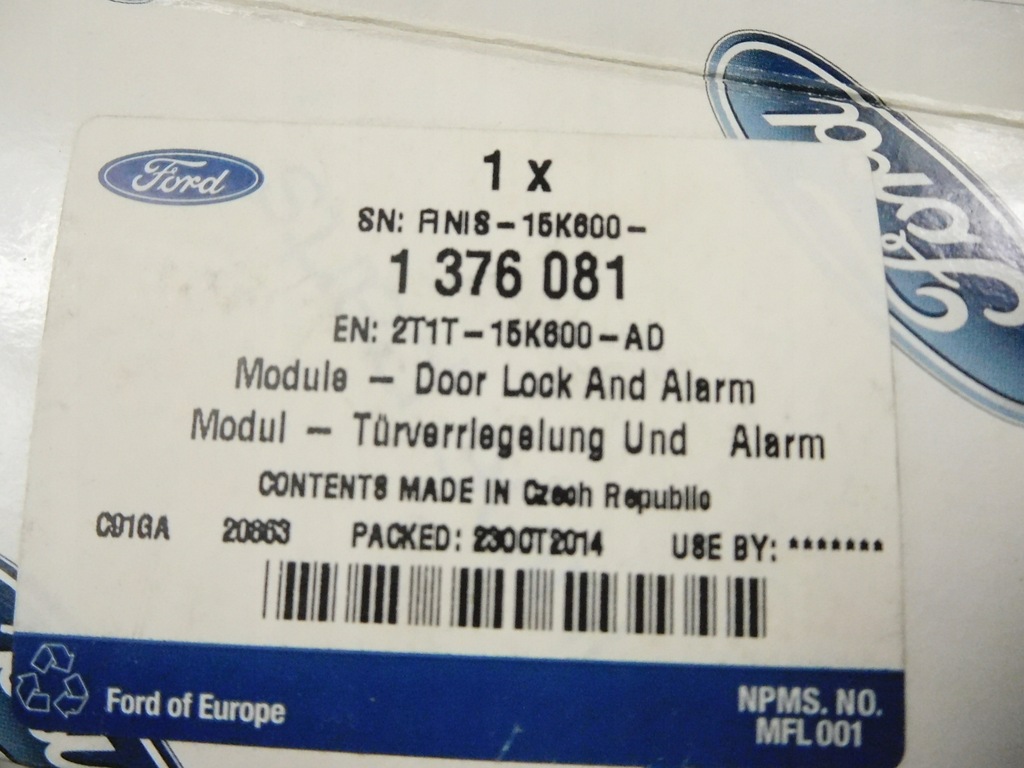 Ford
Ford
1 x
SN: FINIS-15K600-
1 376 081
EN: 2T1T-15K600-AD
Module - Door Lock And Alarm
Modul - Türverriegelung Und Alarm
CONTENTS MADE IN Czech Republic
C91GA 20863 PACKED: 23OCT2014 USE BY: *******
Ford of Europe
NPMS. NO.
MFL 001